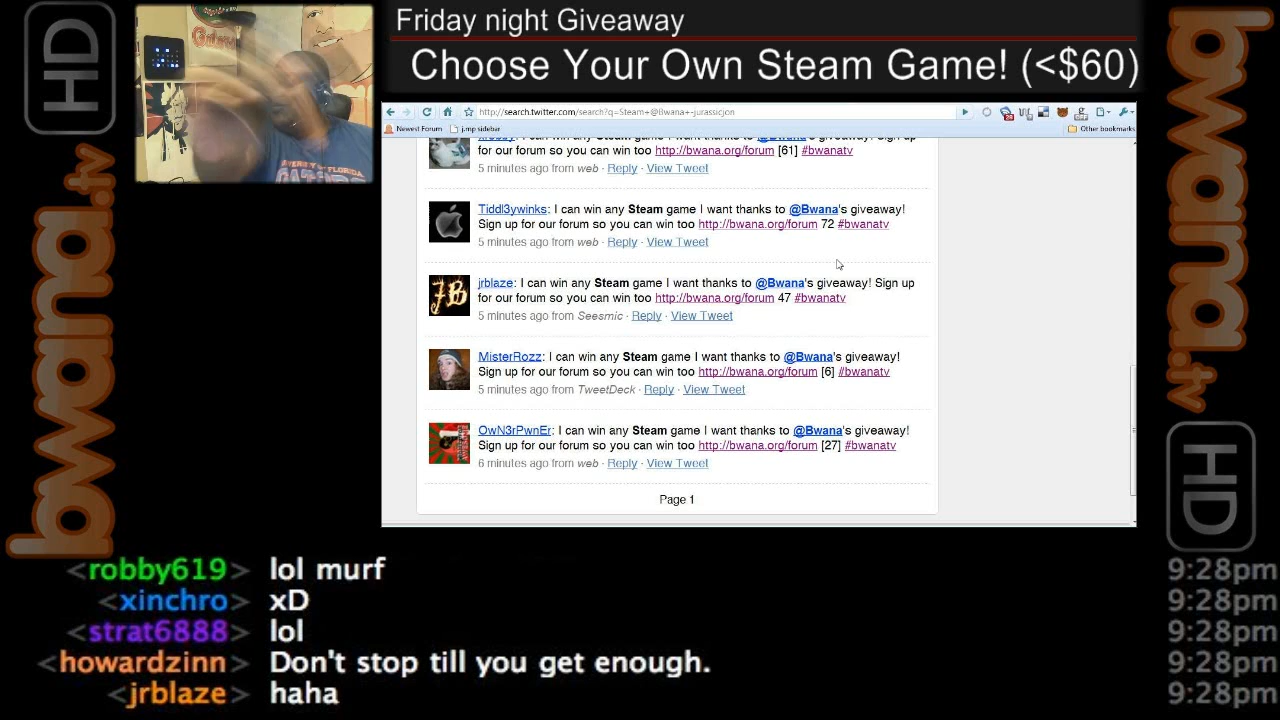 HD
bwana.tv
Friday night Giveaway
Choose Your Own Steam Game! (<$60)
http://search.twitter.com/search?q=Steam+@Bwana+-jurassicjon
Newest Forum
j.mp sidebar
Other bookmarks
for our forum so you can win too http://bwana.org/forum [61] #bwanatv
5 minutes ago from web · Reply · View Tweet
Tiddl3ywinks: I can win any Steam game I want thanks to @Bwana's giveaway!
Sign up for our forum so you can win too http://bwana.org/forum 72 #bwanatv
5 minutes ago from web · Reply · View Tweet
jrblaze: I can win any Steam game I want thanks to @Bwana's giveaway! Sign up
for our forum so you can win too http://bwana.org/forum 47 #bwanatv
5 minutes ago from Seesmic · Reply · View Tweet
MisterRozz: I can win any Steam game I want thanks to @Bwana's giveaway!
Sign up for our forum so you can win too http://bwana.org/forum [6] #bwanatv
5 minutes ago from TweetDeck · Reply · View Tweet
OwN3rPwnEr: I can win any Steam game I want thanks to @Bwana's giveaway!
Sign up for our forum so you can win too http://bwana.org/forum [27] #bwanatv
6 minutes ago from web · Reply · View Tweet
Page 1
bwana.tv
HD
<robby619> lol murf 9:28pm
<xinchro> xD 9:28pm
<strat6888> lol 9:28pm
<howardzinn> Don't stop till you get enough. 9:28pm
<jrblaze> haha 9:28pm